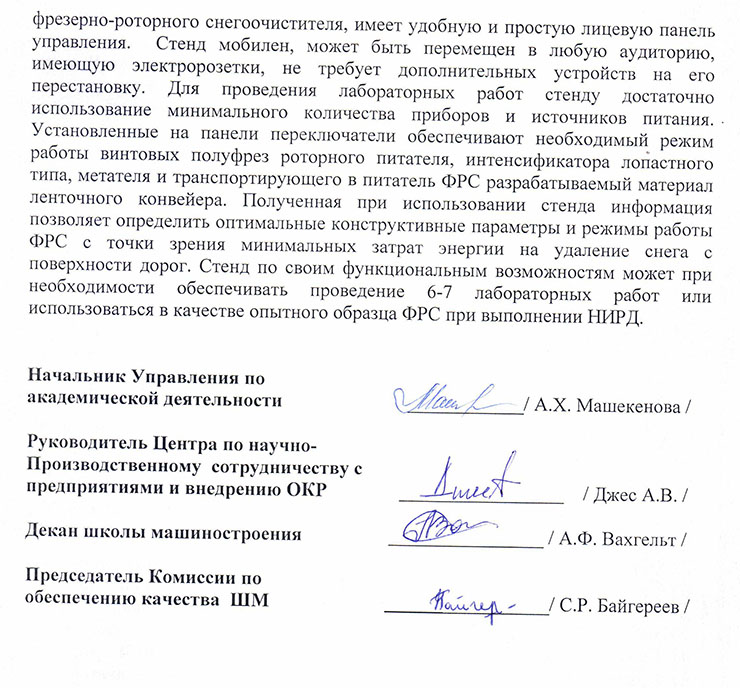 фрезерно-роторного снегоочистителя, имеет удобную и простую лицевую панель
управления. Стенд мобилен, может быть перемещен в любую аудиторию,
имеющую электророзетки, не требует дополнительных устройств на его
перестановку. Для проведения лабораторных работ стенду достаточно
использование минимального количества приборов и источников питания.
Установленные на панели переключатели обеспечивают необходимый режим
работы винтовых полуфрез роторного питателя, интенсификатора лопастного
типа, метателя и транспортирующего в питатель ФРС разрабатываемый материал
ленточного конвейера. Полученная при использовании стенда информация
позволяет определить оптимальные конструктивные параметры и режимы работы
ФРС с точки зрения минимальных затрат энергии на удаление снега с
поверхности дорог. Стенд по своим функциональным возможностям может при
необходимости обеспечивать проведение 6-7 лабораторных работ или
использоваться в качестве опытного образца ФРС при выполнении НИРД.
Начальник Управления по
академической деятельности / А.Х. Машекенова /
Руководитель Центра по научно-
Производственному сотрудничеству с
предприятиями и внедрению ОКР / Джес А.В. /
Декан школы машиностроения / А.Ф. Вахгельт /
Председатель Комиссии по
обеспечению качества ШМ / С.Р. Байгереев /